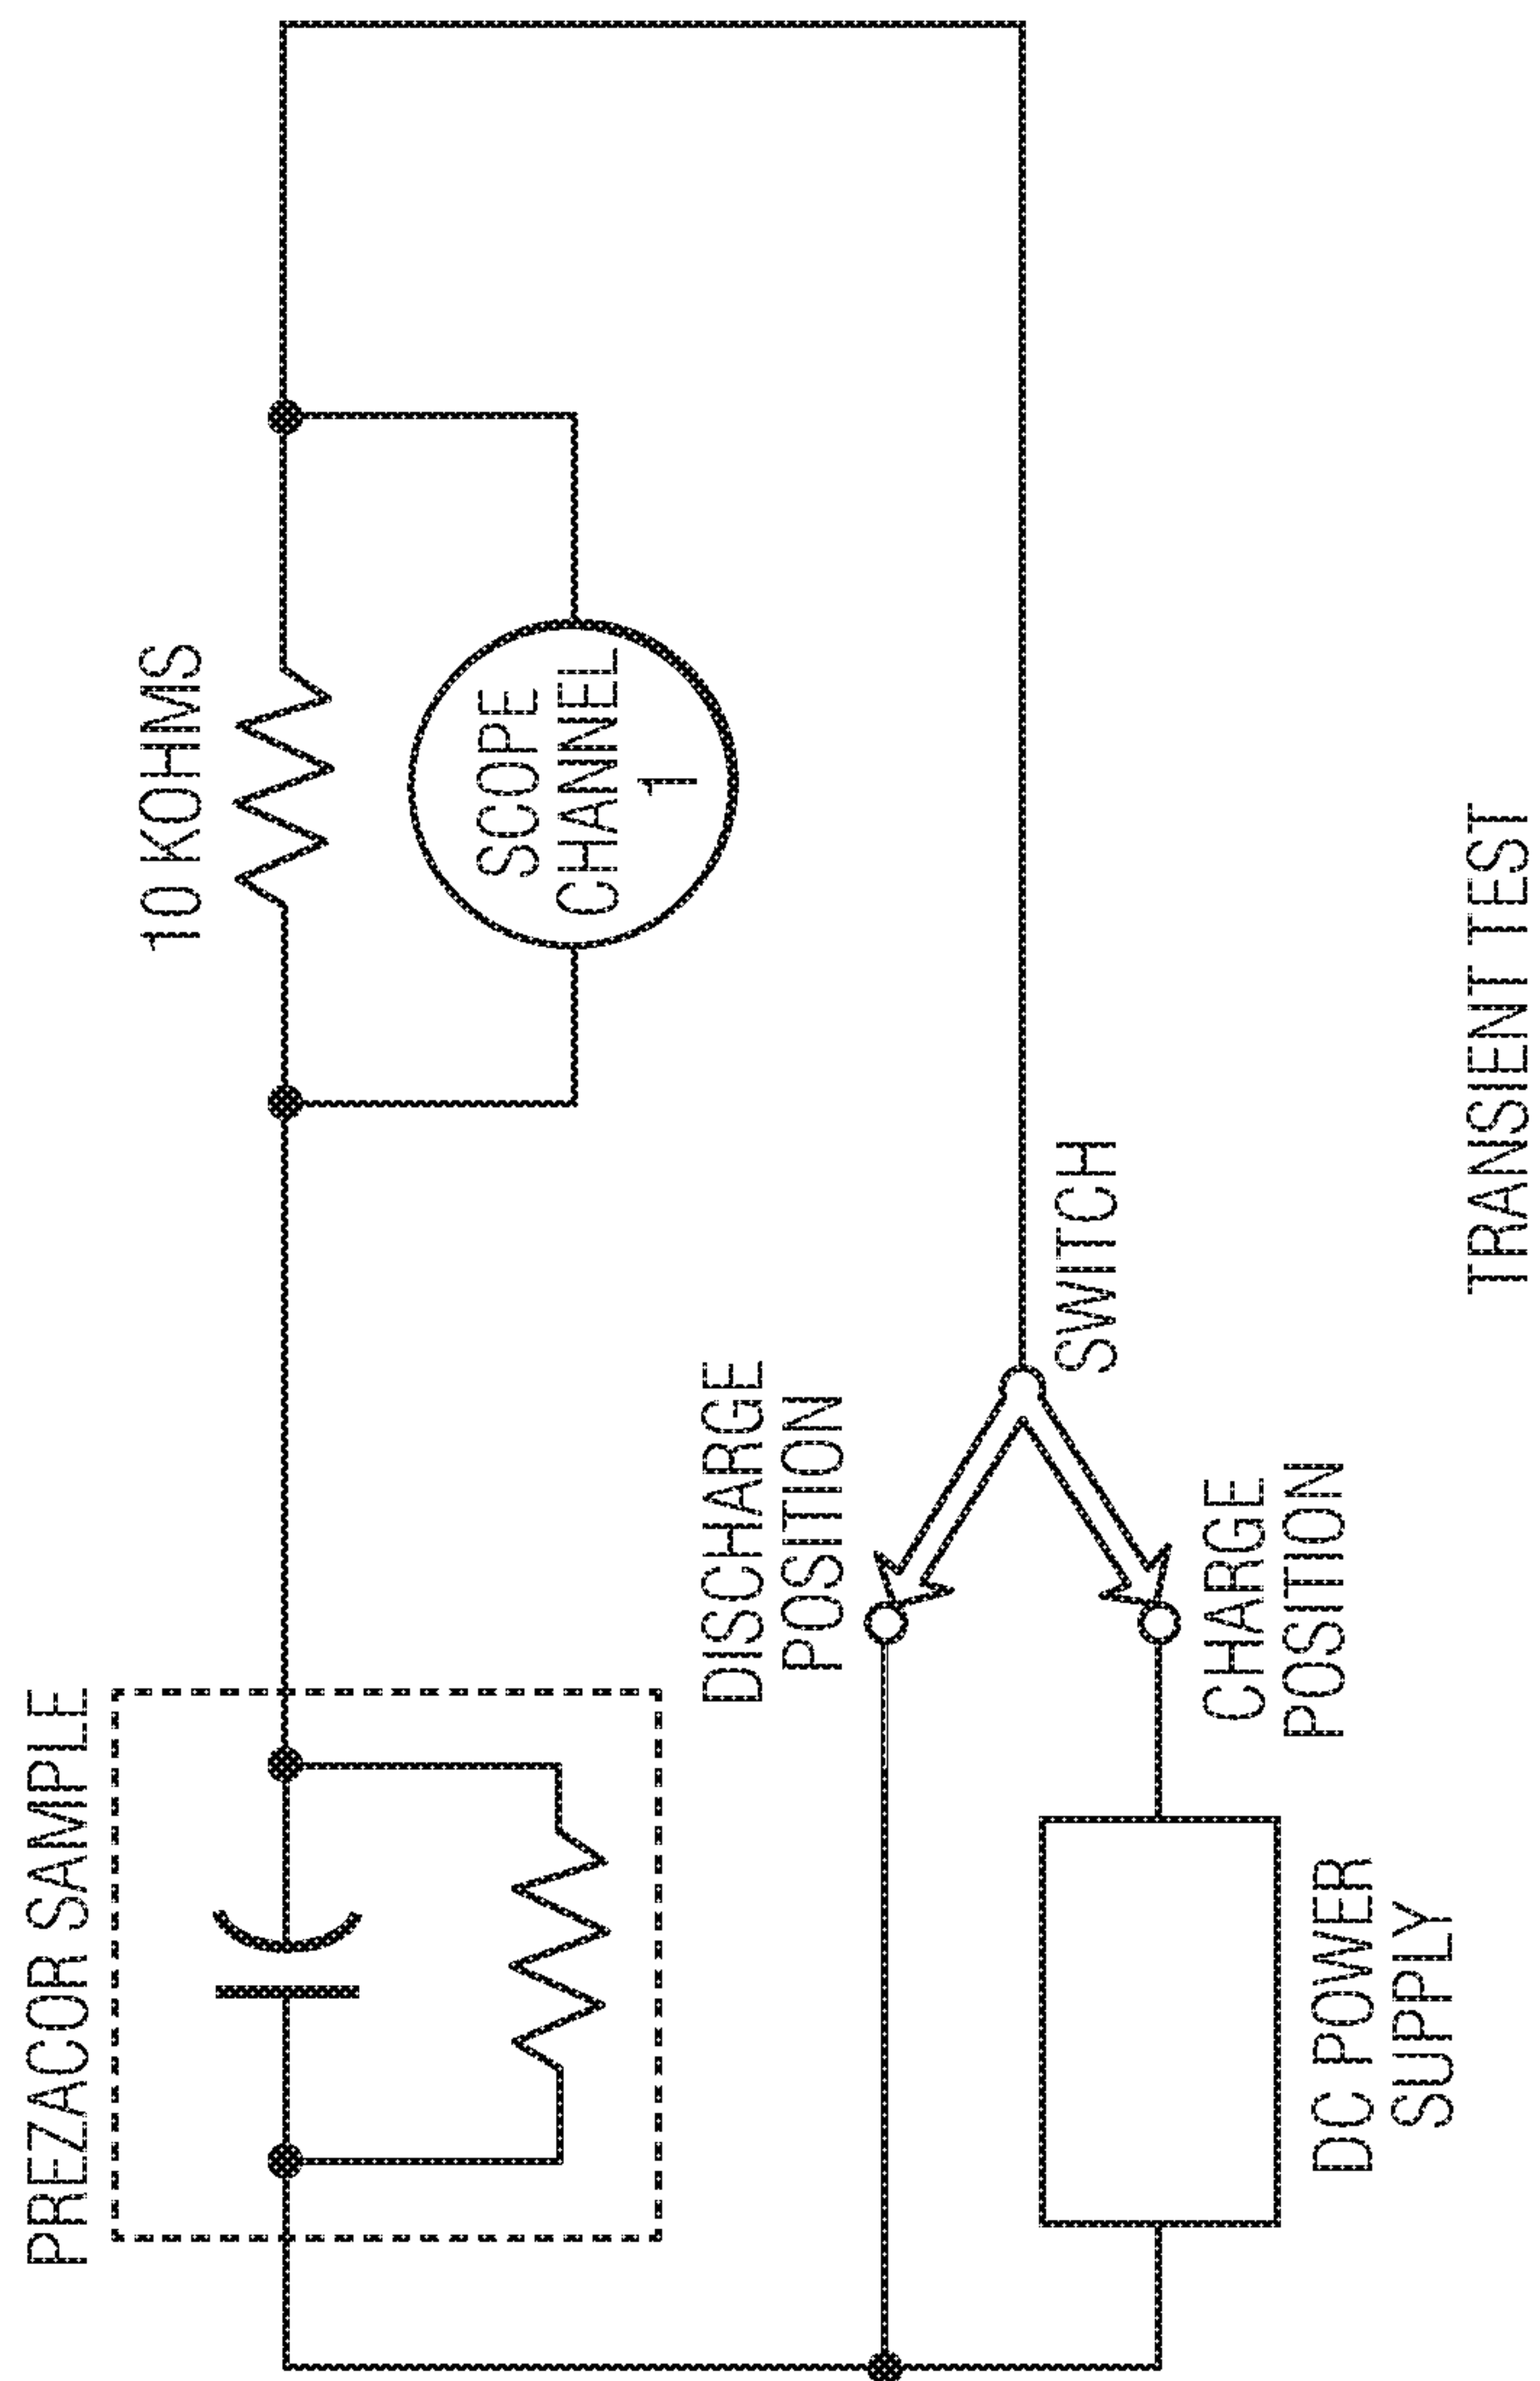 PREZACOR SAMPLE
10 KOHMS
SCOPE
CHANNEL
1
DISCHARGE
POSITION
SWITCH
CHARGE
POSITION
DC POWER
SUPPLY
TRANSIENT TEST